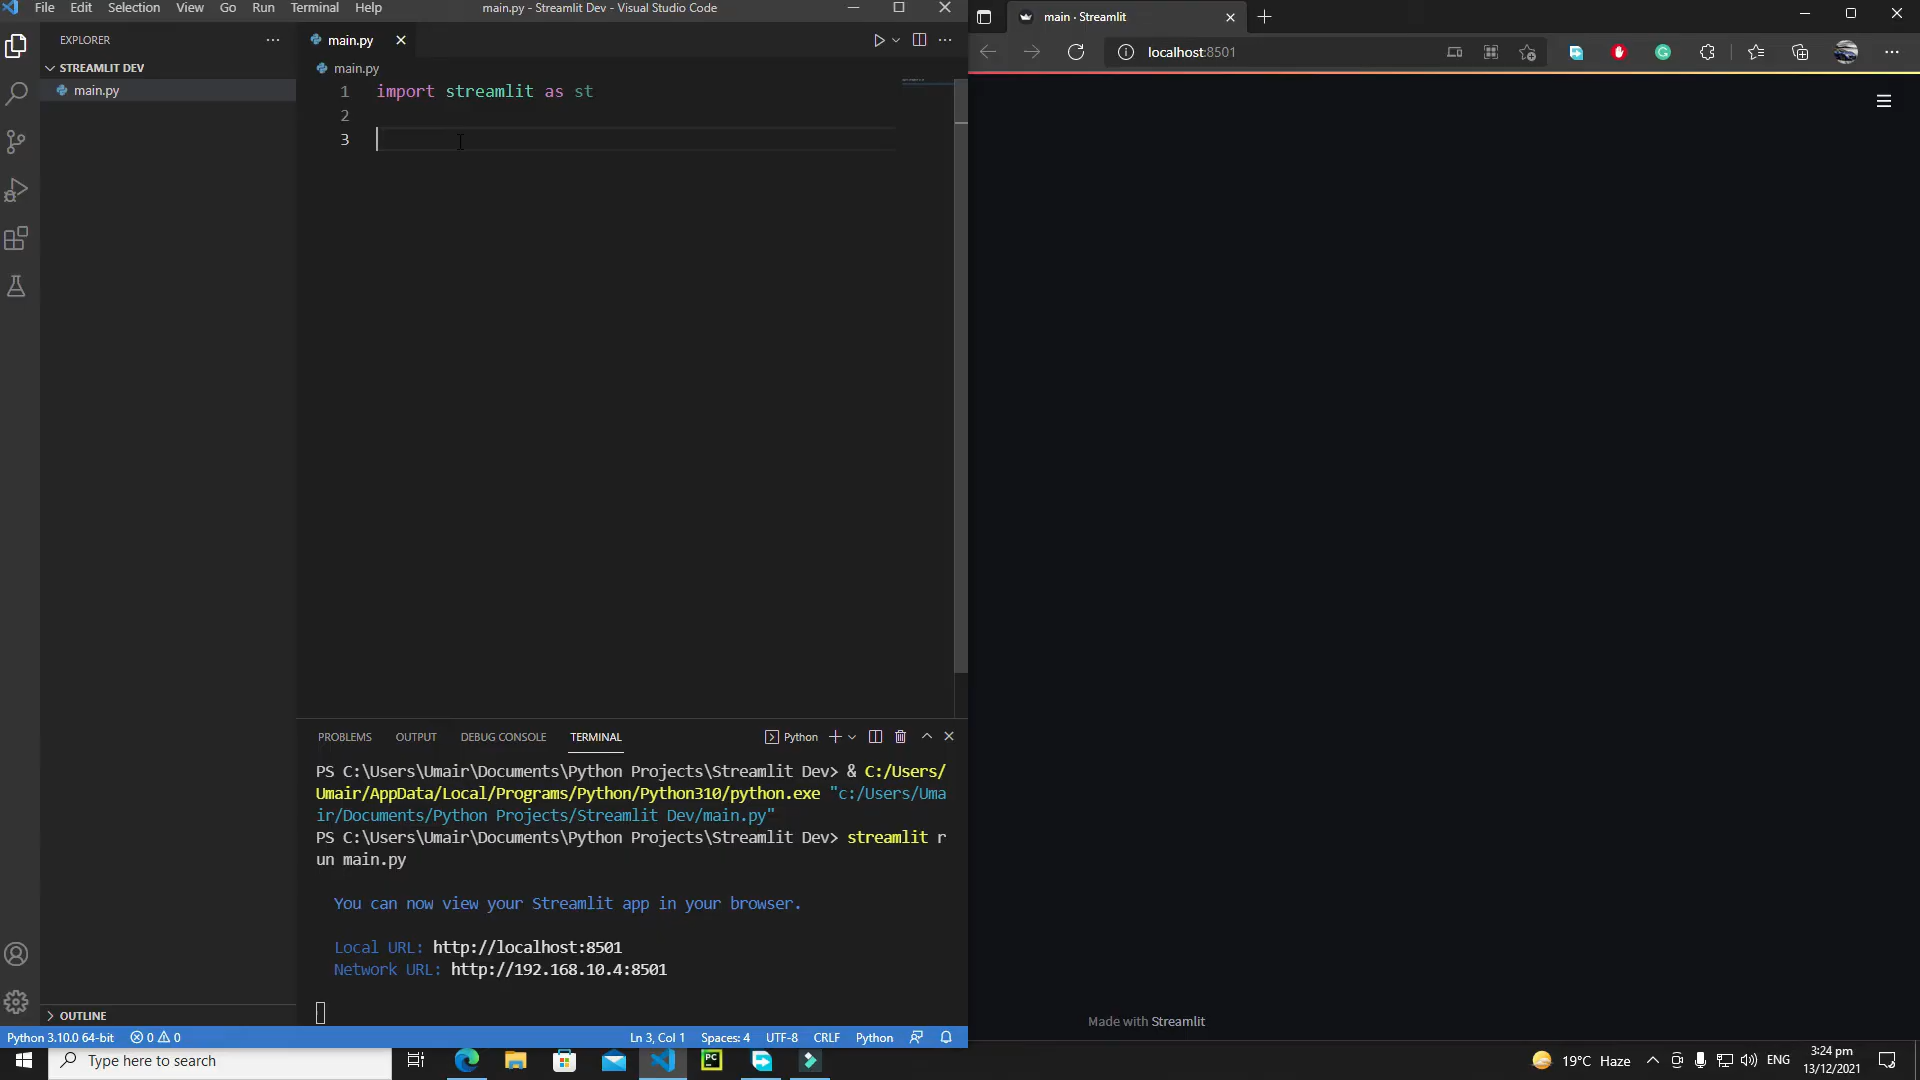 File Edit Selection View Go Run Terminal Help
main.py - Streamlit Dev - Visual Studio Code
EXPLORER
STREAMLIT DEV
main.py
main.py
main.py
1 import streamlit as st
2
3
PROBLEMS OUTPUT DEBUG CONSOLE TERMINAL
Python
PS C:\Users\Umair\Documents\Python Projects\Streamlit Dev> & C:/Users/
Umair/AppData/Local/Programs/Python/Python310/python.exe "c:/Users/Uma
ir/Documents/Python Projects/Streamlit Dev/main.py"
PS C:\Users\Umair\Documents\Python Projects\Streamlit Dev> streamlit r
un main.py
You can now view your Streamlit app in your browser.
Local URL: http://localhost:8501
Network URL: http://192.168.10.4:8501
OUTLINE
Python 3.10.0 64-bit 0 0 Ln 3, Col 1 Spaces: 4 UTF-8 CRLF Python
main · Streamlit
localhost:8501
Made with Streamlit
Type here to search
PC
19°C Haze
ENG
3:24 pm
13/12/2021